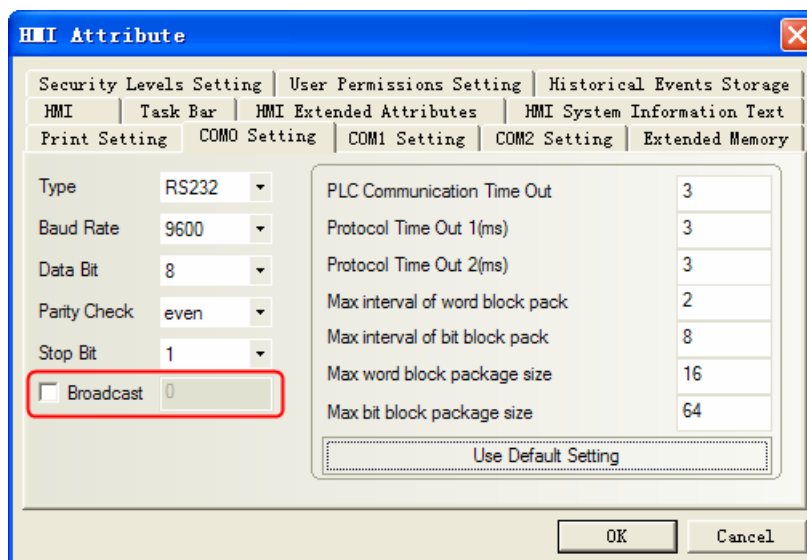 HMI Attribute
Security Levels Setting User Permissions Setting Historical Events Storage
HMI Task Bar HMI Extended Attributes HMI System Information Text
Print Setting COM0 Setting COM1 Setting COM2 Setting Extended Memory
Type RS232
Baud Rate 9600
Data Bit 8
Parity Check even
Stop Bit 1
Broadcast 0
PLC Communication Time Out 3
Protocol Time Out 1(ms) 3
Protocol Time Out 2(ms) 3
Max interval of word block pack 2
Max interval of bit block pack 8
Max word block package size 16
Max bit block package size 64
Use Default Setting
OK Cancel